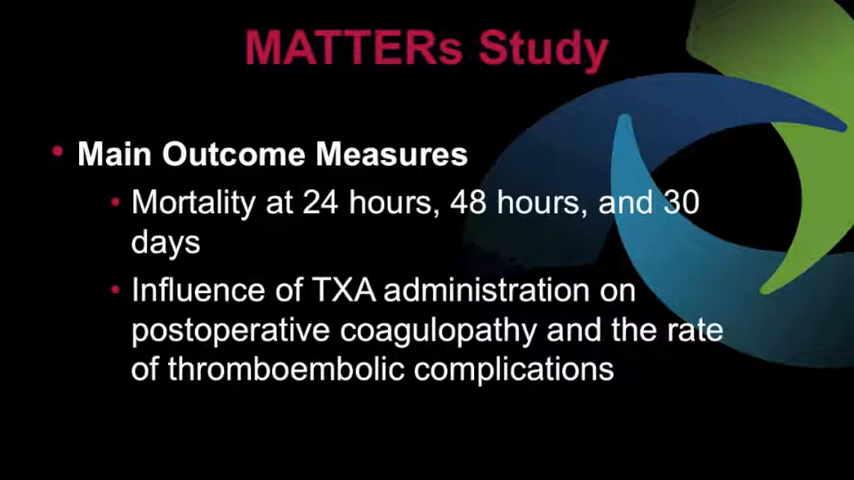 MATTERs Study
• Main Outcome Measures
• Mortality at 24 hours, 48 hours, and 30
days
• Influence of TXA administration on
postoperative coagulopathy and the rate
of thromboembolic complications